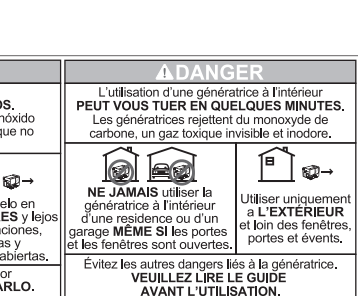 OS.
nóxido
que no
elo en
RES y lejos
aciones,
as y
abiertas.
or
ARLO.
DANGER
L'utilisation d'une génératrice à l'intérieur
PEUT VOUS TUER EN QUELQUES MINUTES.
Les génératrices rejettent du monoxyde de
carbone, un gaz toxique invisible et inodore.
NE JAMAIS utiliser la
génératrice à l'intérieur
d'une residence ou d'un
garage MÊME SI les portes
et les fenêtres sont ouvertes.
Utiliser uniquement
a L'EXTÉRIEUR
et loin des fenêtres,
portes et évents.
Évitez les autres dangers liés à la génératrice.
VEUILLEZ LIRE LE GUIDE
AVANT L'UTILISATION.